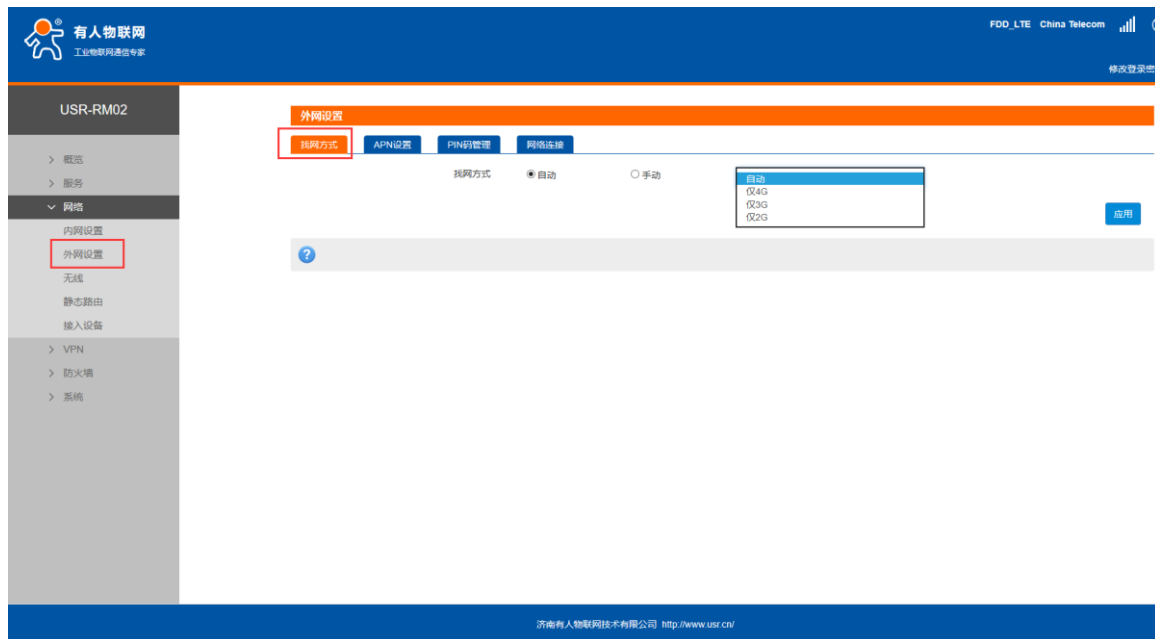 有人物联网
工业物联网通信专家
FDD_LTE China Telecom
修改登录密
USR-RM02
> 概览
> 服务
网络
内网设置
外网设置
无线
静态路由
接入设备
> VPN
> 防火墙
> 系统
外网设置
找网方式 APN设置 PIN码管理 网络连接
找网方式 自动 手动
自动
仅4G
仅3G
仅2G
应用
?
济南有人物联网技术有限公司 http://www.usr.cn/